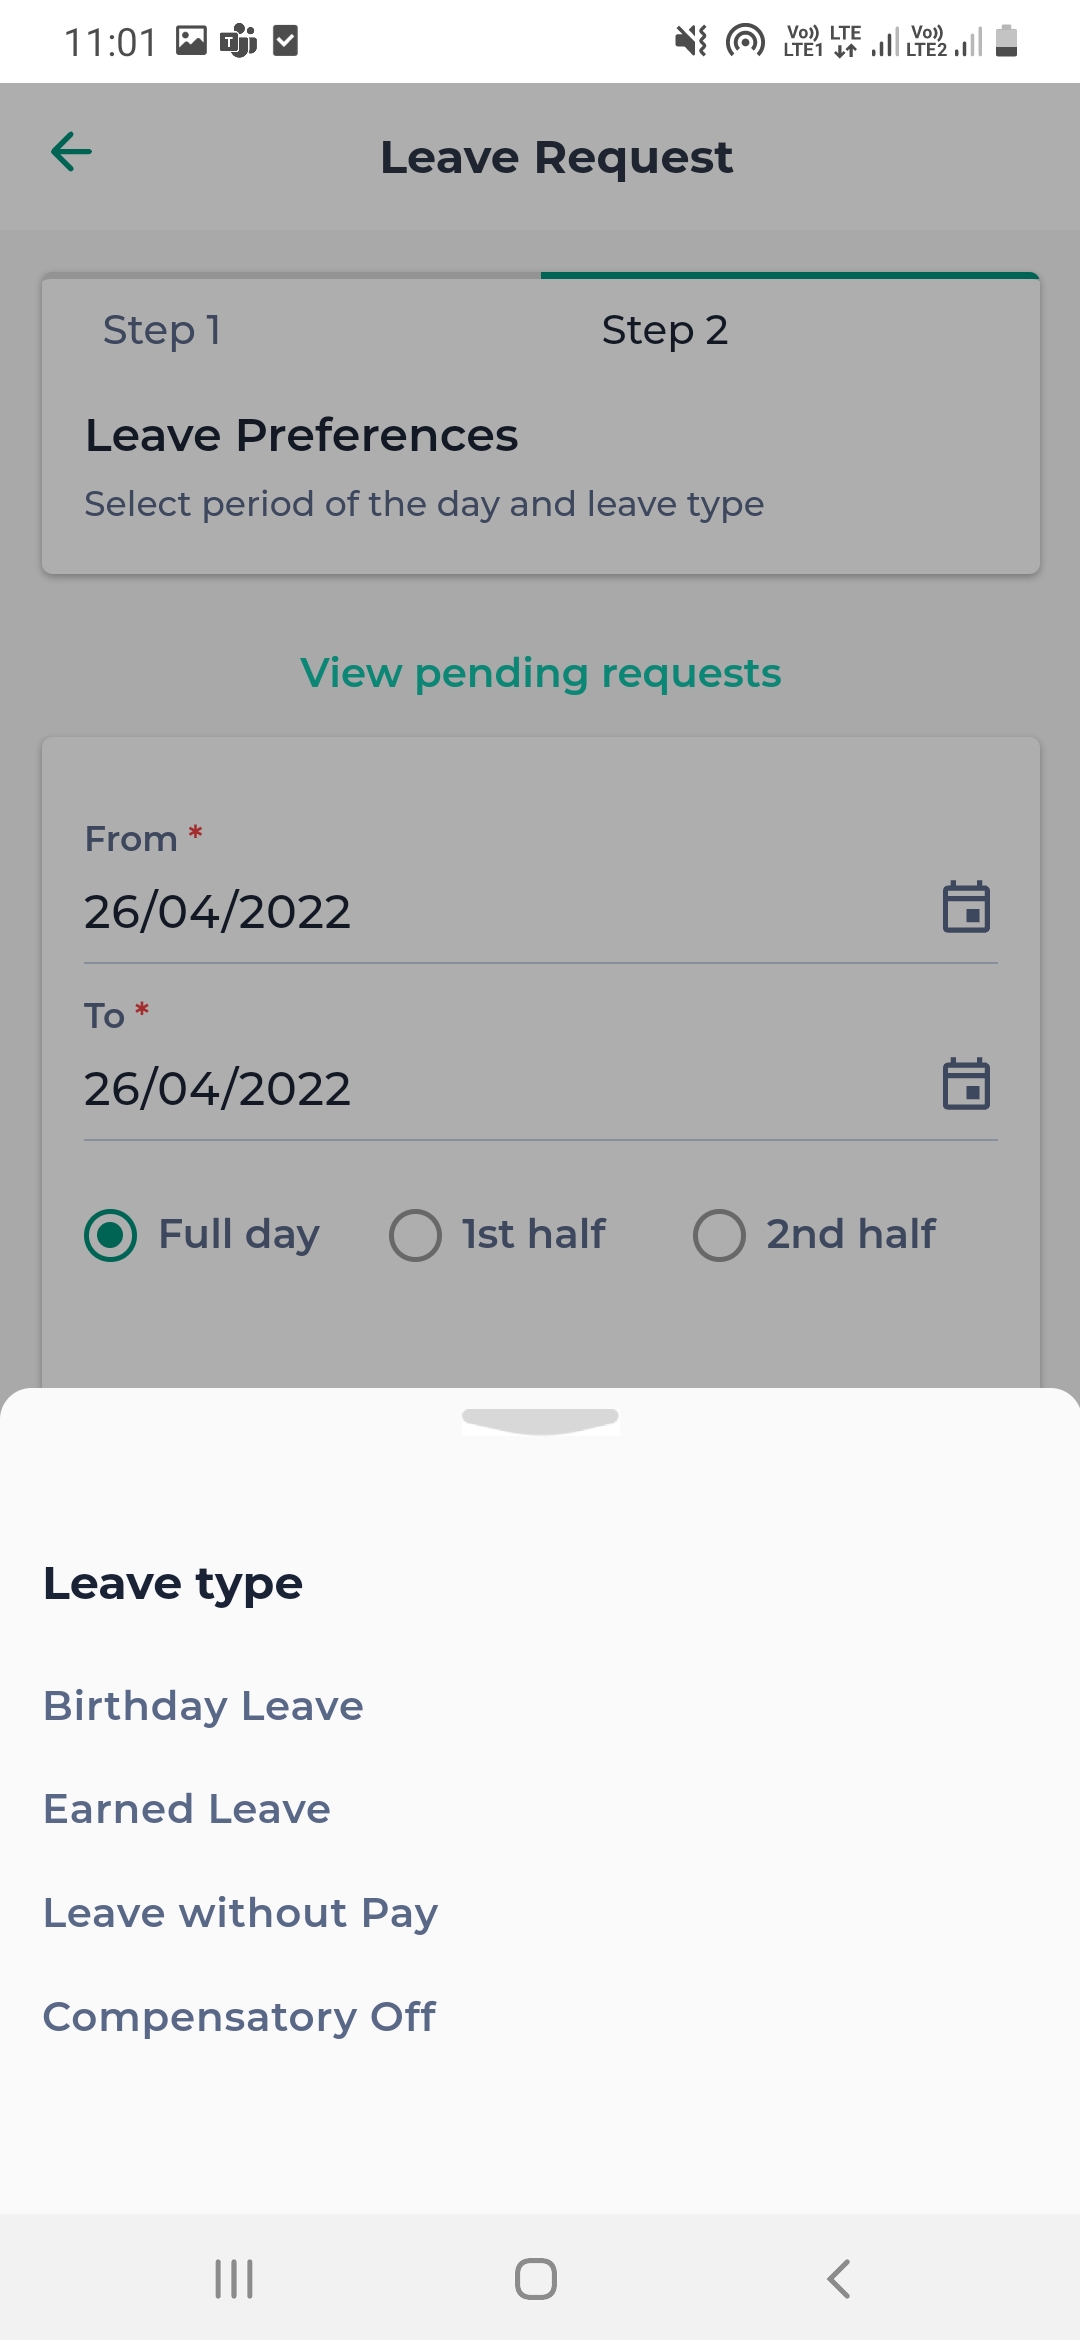 11:01
Vo)) LTE1 LTE Vo)) LTE2
Leave Request
Step 1
Step 2
Leave Preferences
Select period of the day and leave type
View pending requests
From *
26/04/2022
To *
26/04/2022
Full day
1st half
2nd half
Leave type
Birthday Leave
Earned Leave
Leave without Pay
Compensatory Off